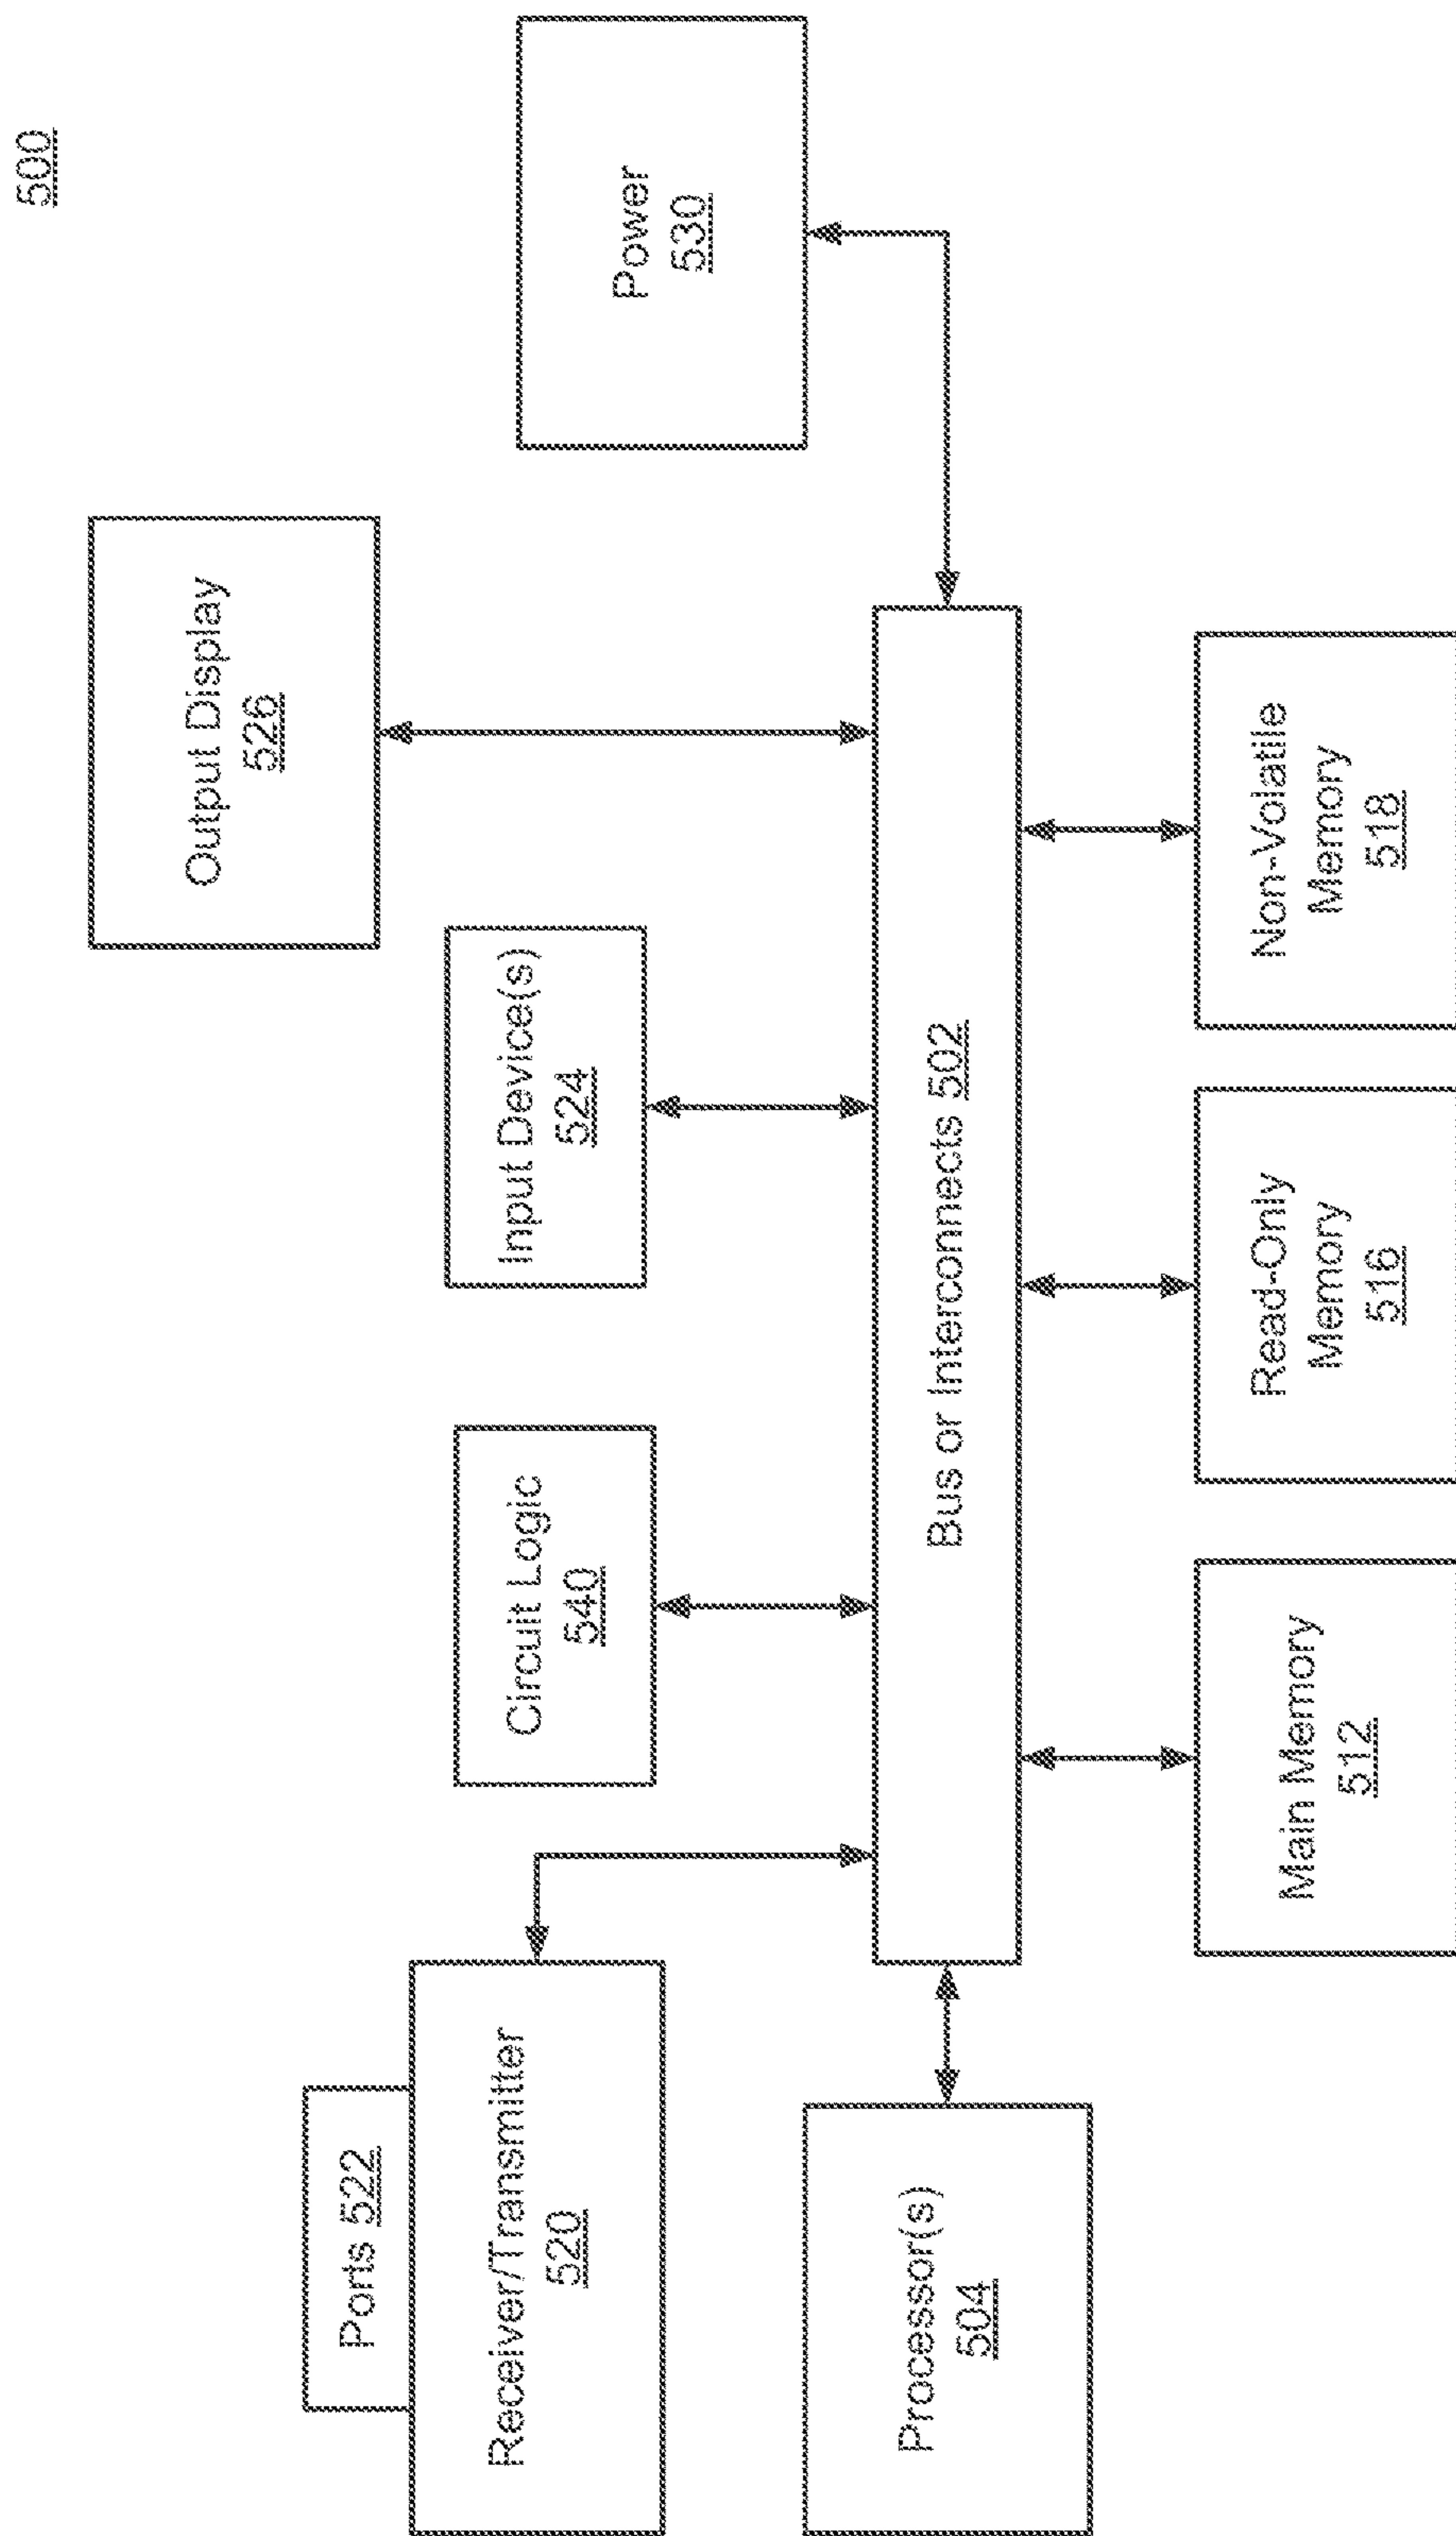 500
Ports 522
Receiver/Transmitter
520
Circuit Logic
540
Input Device(s)
524
Output Display
526
Power
530
Processor(s)
504
Bus or Interconnects 502
Main Memory
512
Read-Only
Memory
516
Non-Volatile
Memory
518